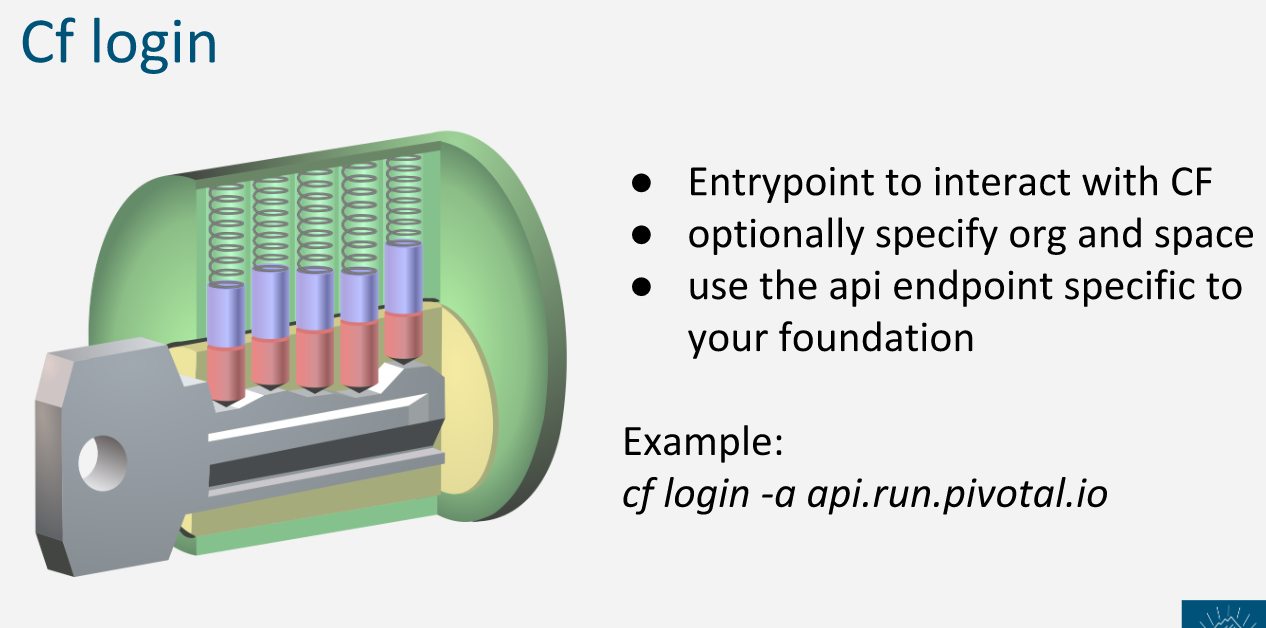 Cf login
● Entrypoint to interact with CF
● optionally specify org and space
● use the api endpoint specific to
your foundation
Example:
cf login -a api.run.pivotal.io